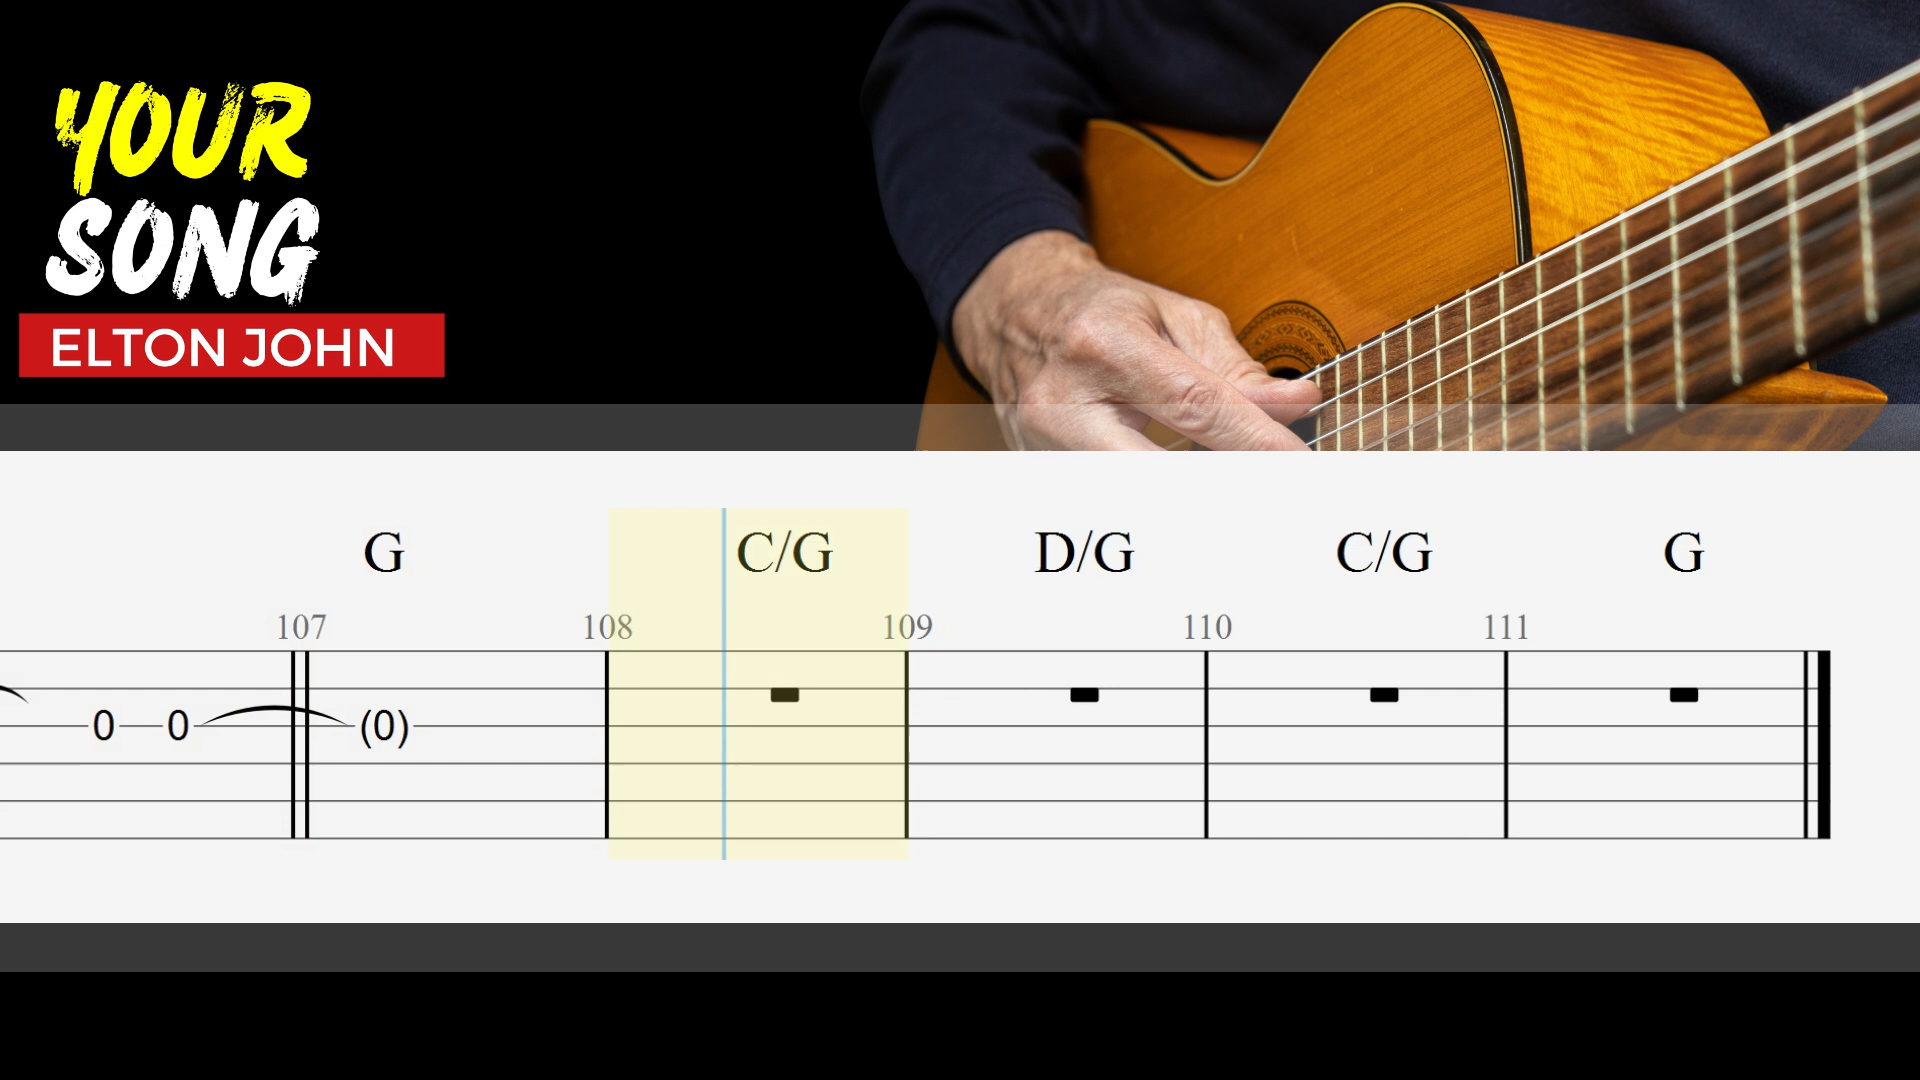 YOUR
SONG
ELTON JOHN
G C/G D/G C/G G
107 108 109 110 111
0 0 (0)